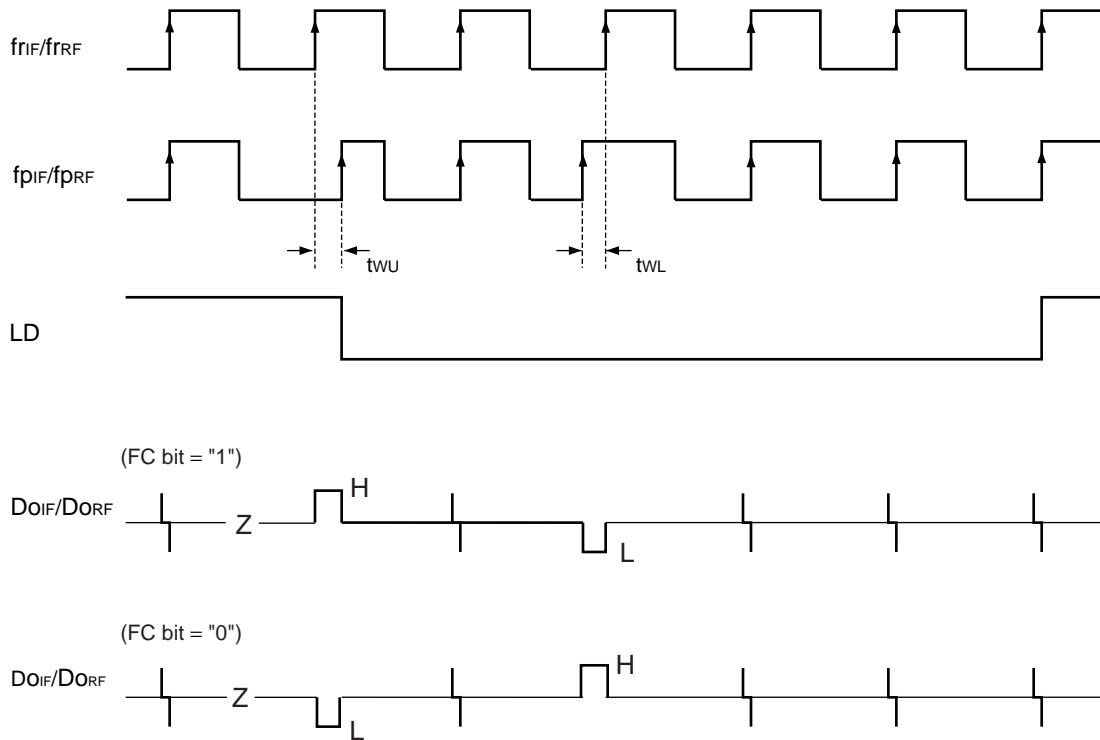 frIF/frRF
fpIF/fpRF
tWU
tWL
LD
(FC bit = "1")
DoIF/DoRF
H
Z
L
(FC bit = "0")
DoIF/DoRF
H
Z
L